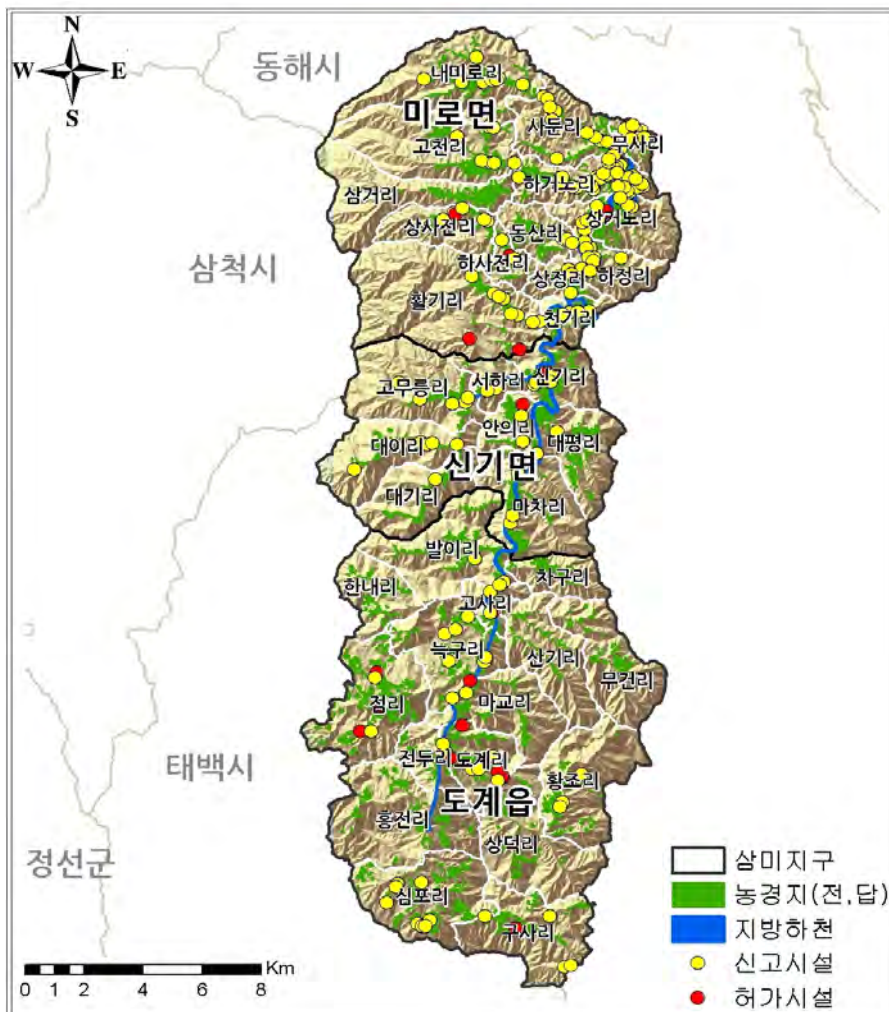 N
W E
S
동해시
내미로리
미로면
사둔리
고천리
무사리
삼거리
하거노리
상거노리
상사전리
동산리
하사전리
상정리
하정리
삼척시
활기리
천기리
고무릉리
서하리
신기리
안의리
대평리
대이리
신기면
대기리
마차리
발이리
차구리
한내리
고사리
늑구리
산기리
무건리
점리
마교리
전두리
도계리
황조리
태백시
도계읍
홍전리
상덕리
정선군
심포리
구사리
삼미지구
농경지(전,답)
지방하천
신고시설
허가시설
Km
0 1 2 4 6 8